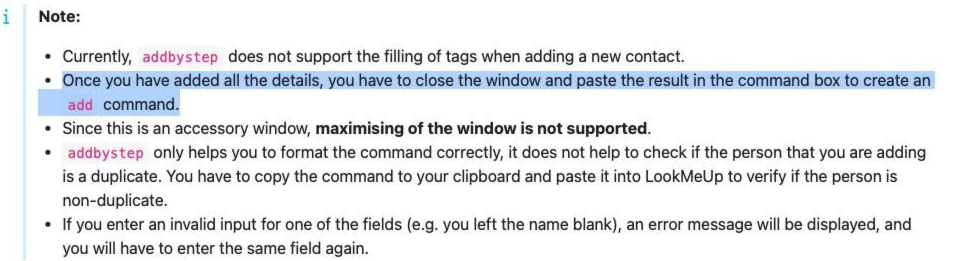 i Note:
• Currently, addbystep does not support the filling of tags when adding a new contact.
• Once you have added all the details, you have to close the window and paste the result in the command box to create an
add command.
• Since this is an accessory window, maximising of the window is not supported.
• addbystep only helps you to format the command correctly, it does not help to check if the person that you are adding
is a duplicate. You have to copy the command to your clipboard and paste it into LookMeUp to verify if the person is
non-duplicate.
• If you enter an invalid input for one of the fields (e.g. you left the name blank), an error message will be displayed, and
you will have to enter the same field again.